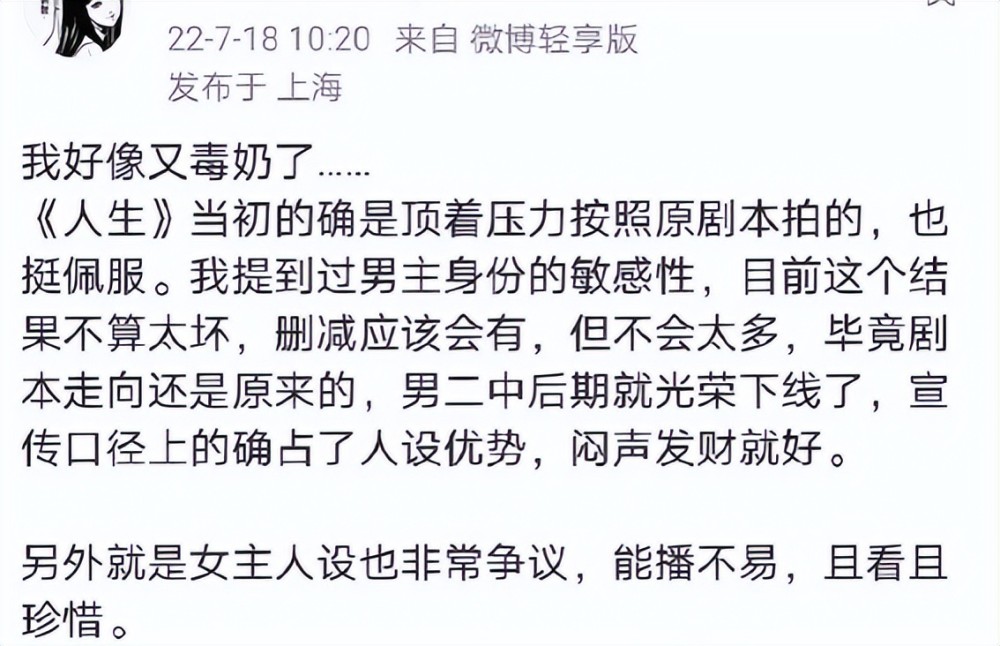 22-7-18 10:20 来自 微博轻享版
发布于 上海
我好像又毒奶了......
《人生》当初的确是顶着压力按照原剧本拍的，也
挺佩服。我提到过男主身份的敏感性，目前这个结
果不算太坏，删减应该会有，但不会太多，毕竟剧
本走向还是原来的，男二中后期就光荣下线了，宣
传口径上的确占了人设优势，闷声发财就好。
另外就是女主人设也非常争议，能播不易，且看且
珍惜。